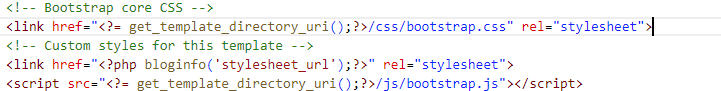 <!-- Bootstrap core CSS -->
<link href="<?= get_template_directory_uri();?>/css/bootstrap.css" rel="stylesheet">
<!-- Custom styles for this template -->
<link href="<?php bloginfo('stylesheet_url');?>" rel="stylesheet">
<script src="<?= get_template_directory_uri();?>/js/bootstrap.js"></script>